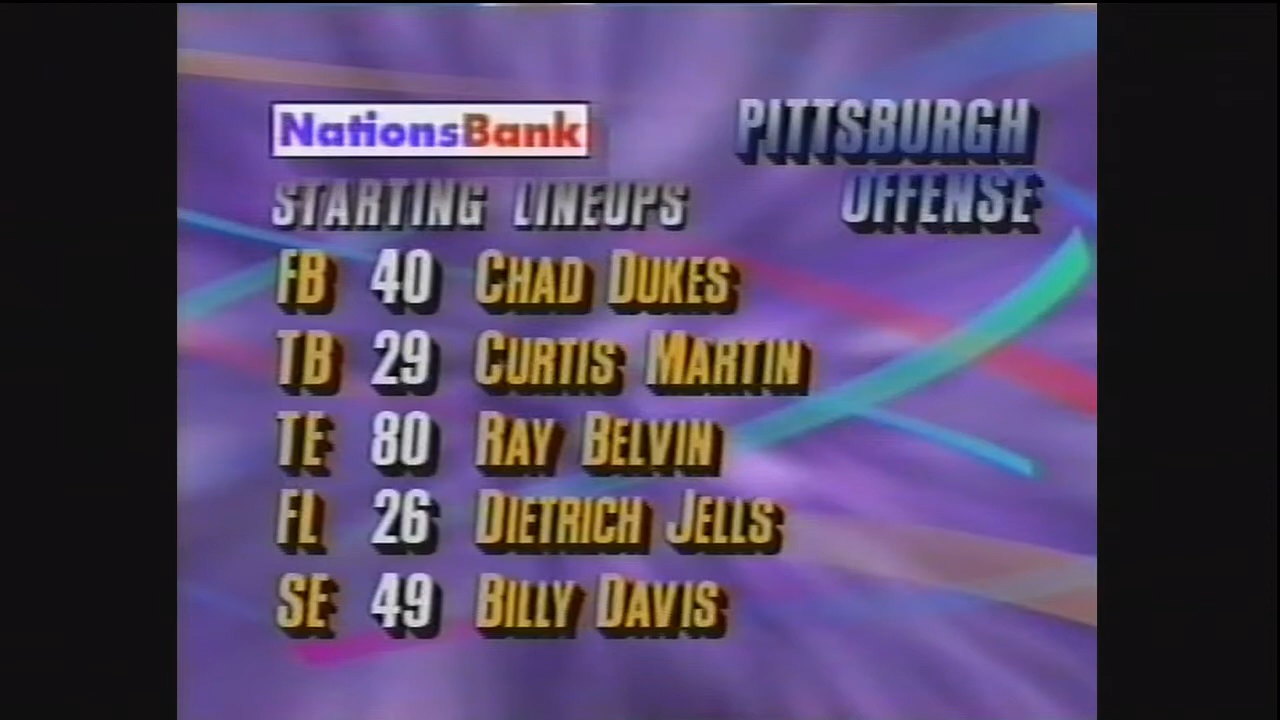 NationsBank
PITTSBURGH
STARTING LINEUPS
OFFENSE
FB 40 CHAD DUKES
TB 29 CURTIS MARTIN
TE 80 RAY BELVIN
FL 26 DIETRICH JELLS
SE 49 BILLY DAVIS